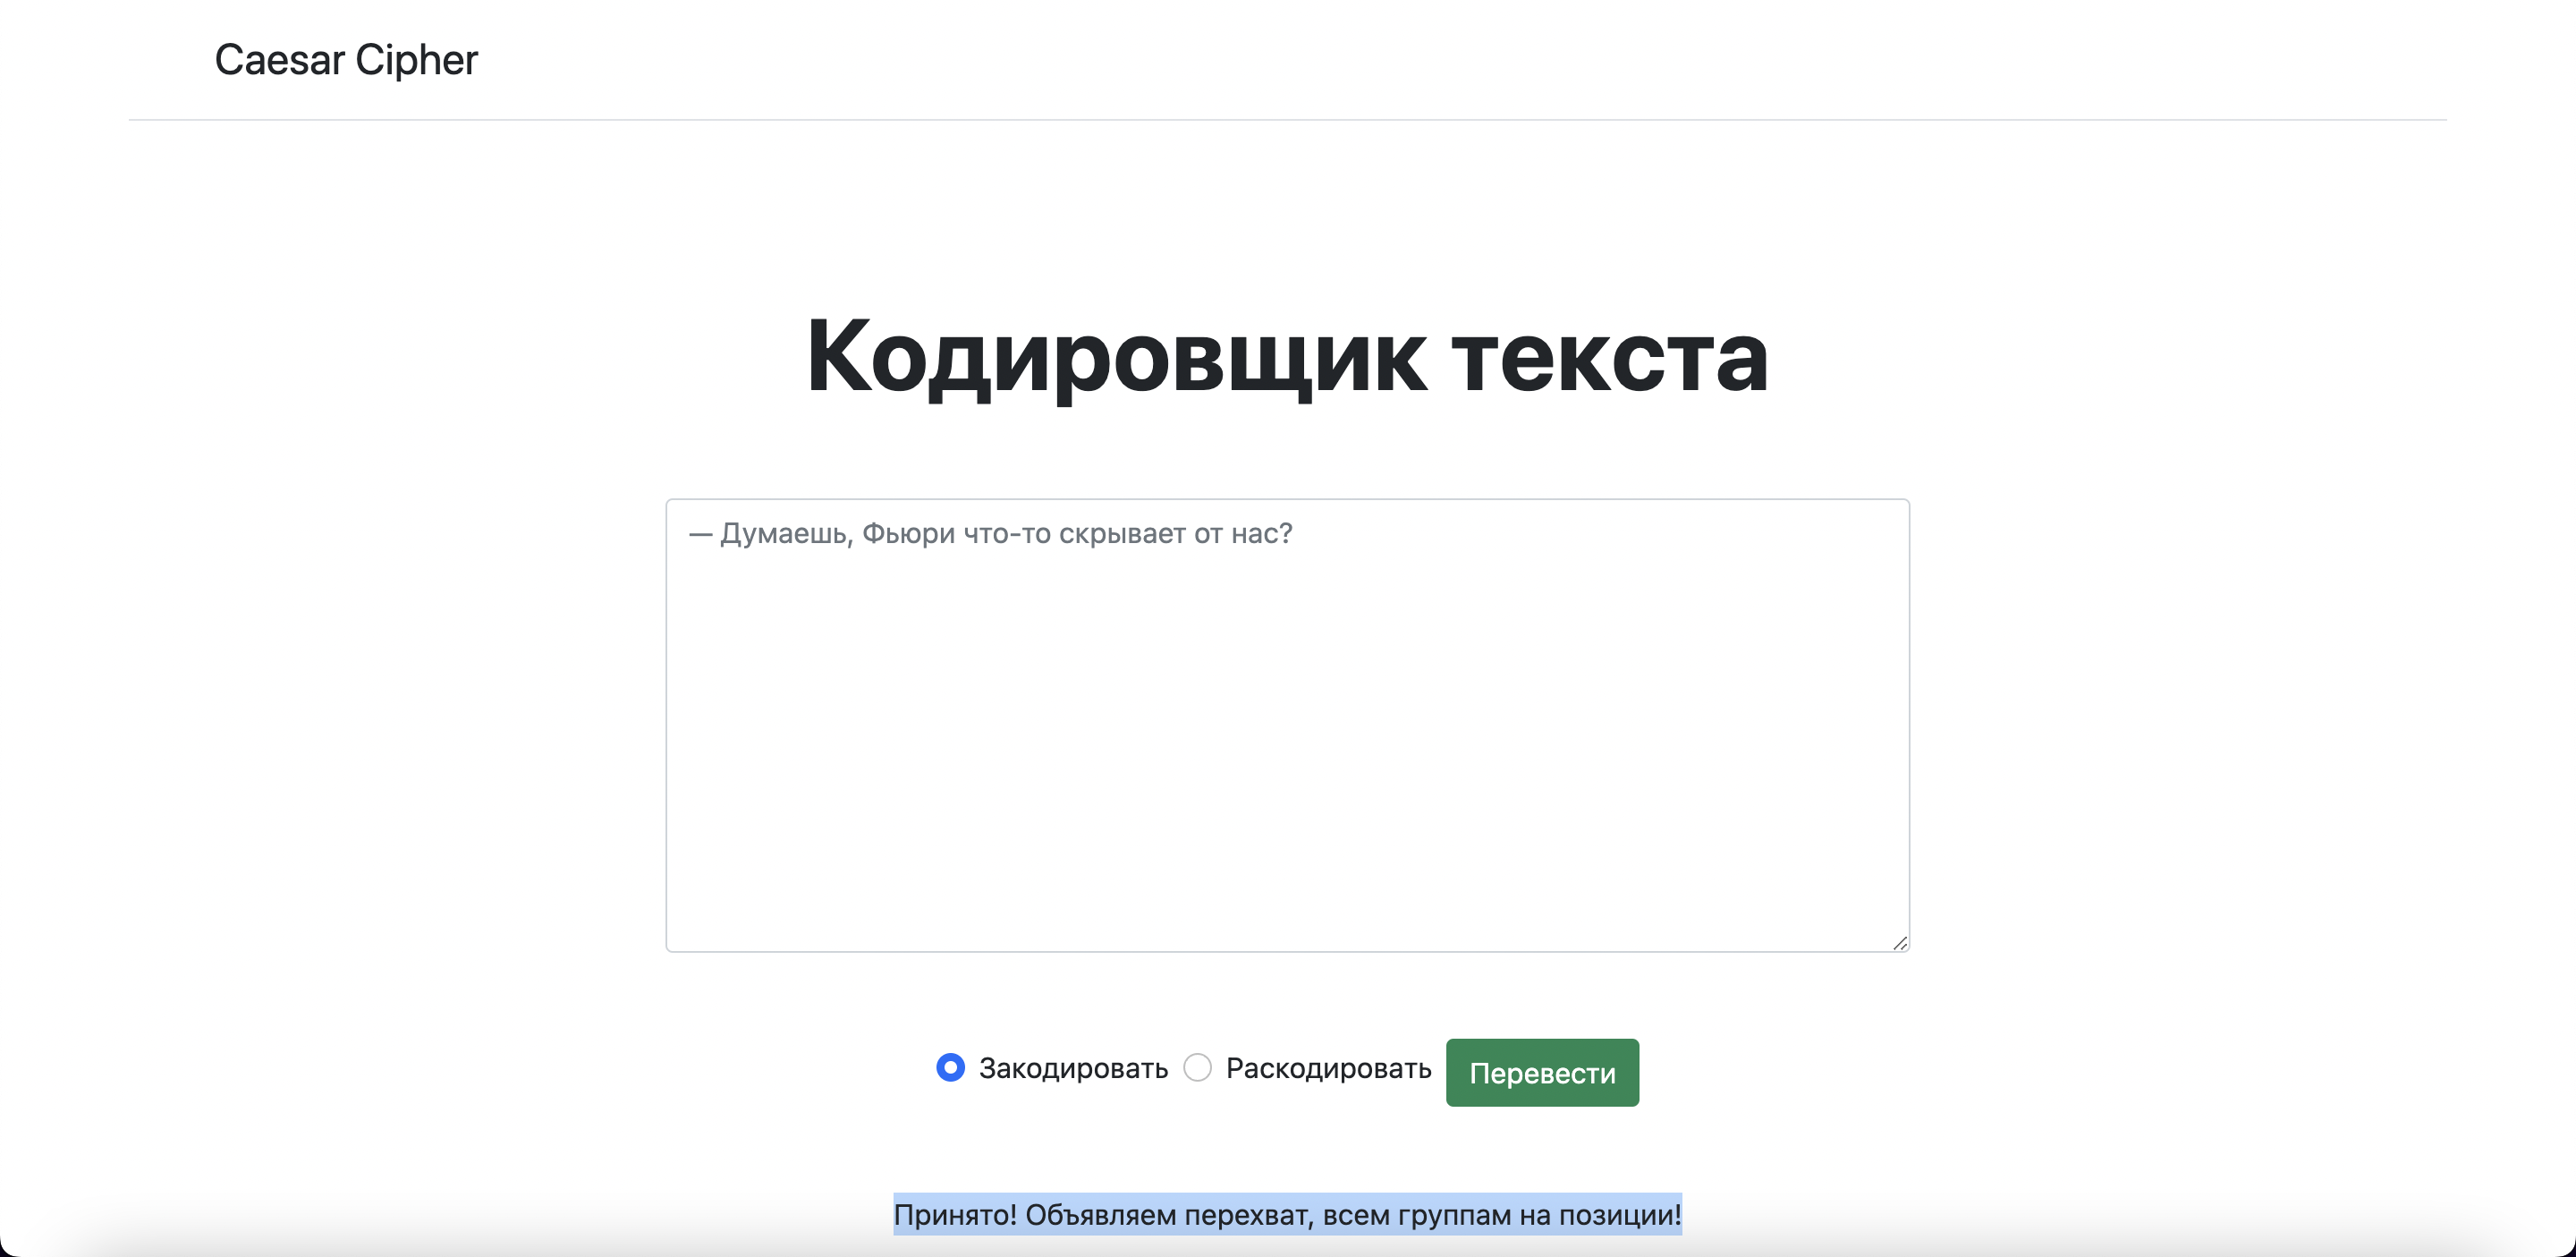 Caesar Cipher
Кодировщик текста
— Думаешь, Фьюри что-то скрывает от нас?
Закодировать Раскодировать Перевести
Принято! Объявляем перехват, всем группам на позиции!